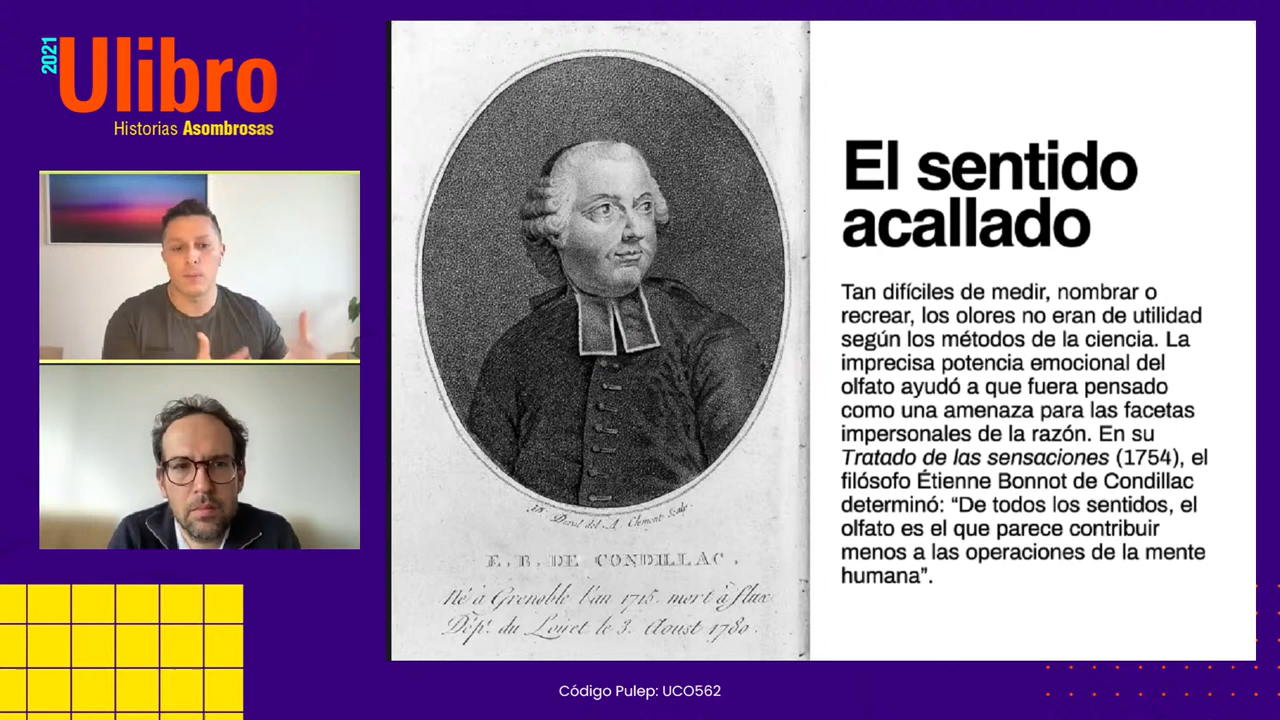 2021
Ulibro
Historias Asombrosas
E. B. DE CONDILLAC.
Né à Grenoble l'an 1715. mort à flux
Dépt. du Loiret le 3. Aoust 1780.
El sentido
acallado
Tan difíciles de medir, nombrar o
recrear, los olores no eran de utilidad
según los métodos de la ciencia. La
imprecisa potencia emocional del
olfato ayudó a que fuera pensado
como una amenaza para las facetas
impersonales de la razón. En su
Tratado de las sensaciones (1754), el
filósofo Étienne Bonnot de Condillac
determinó: “De todos los sentidos, el
olfato es el que parece contribuir
menos a las operaciones de la mente
humana”.
Código Pulep: UCO562